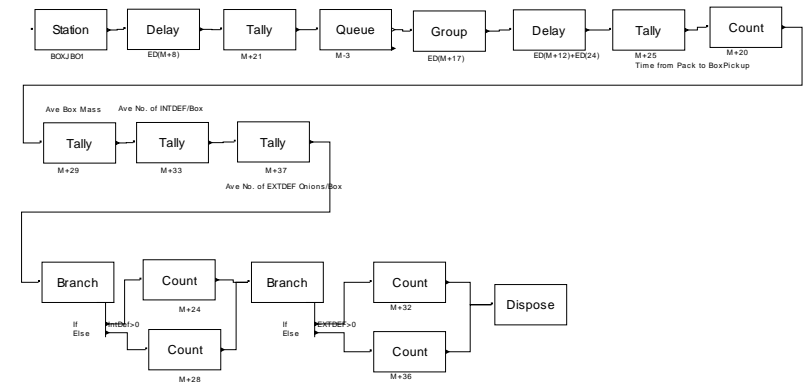 Station Delay Tally Queue Group Delay Tally Count
BOXJBO1 ED(M+8) M+21 M-3 ED(M+17) ED(M+12)+ED(24) M+25 M+20
Time from Pack to BoxPickup
Ave Box Mass Ave No. of INTDEF/Box
Tally Tally Tally
M+29 M+33 M+37
Ave No. of EXTDEF Onions/Box
Branch Count Branch Count
M+24 M+32
Dispose
If IntDef>0 If EXTDEF>0
Else Else
Count Count
M+28 M+36